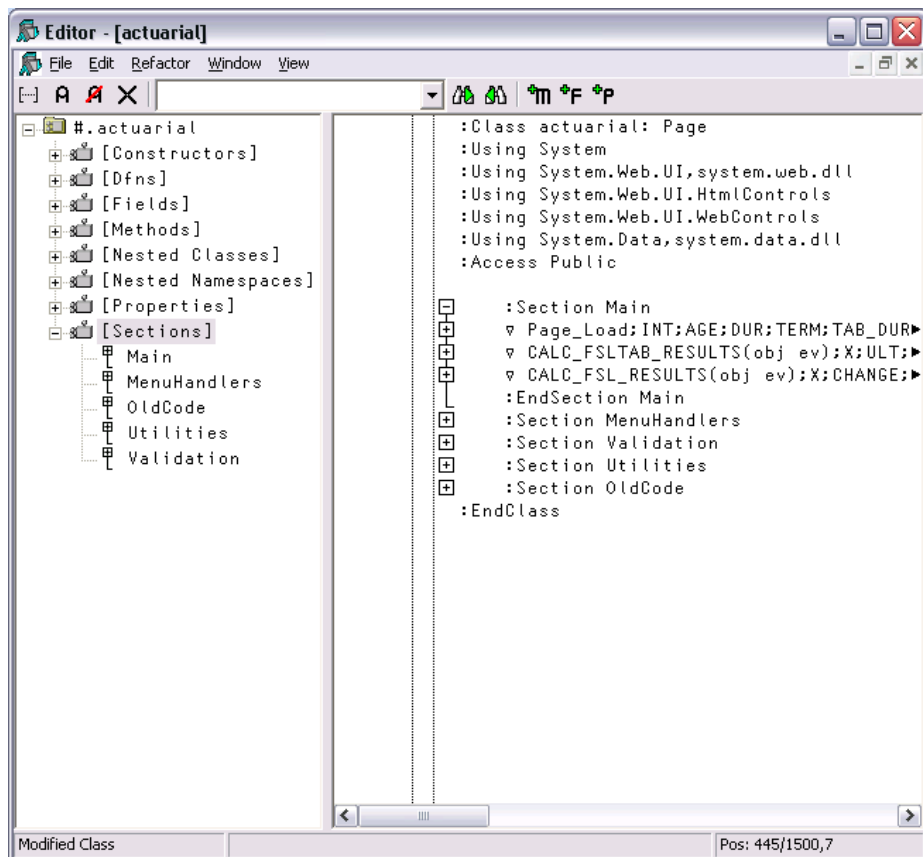 Editor - [actuarial]
File Edit Refactor Window View
[...] A A X +m +F +P
#.actuarial
[Constructors]
[Dfns]
[Fields]
[Methods]
[Nested Classes]
[Nested Namespaces]
[Properties]
[Sections]
Main
MenuHandlers
OldCode
Utilities
Validation
:Class actuarial: Page
:Using System
:Using System.Web.UI,system.web.dll
:Using System.Web.UI.HtmlControls
:Using System.Web.UI.WebControls
:Using System.Data,system.data.dll
:Access Public
:Section Main
∇ Page_Load;INT;AGE;DUR;TERM;TAB_DUR
∇ CALC_FSLTAB_RESULTS(obj ev);X;ULT;
∇ CALC_FSL_RESULTS(obj ev);X;CHANGE;
:EndSection Main
:Section MenuHandlers
:Section Validation
:Section Utilities
:Section OldCode
:EndClass
Modified Class
Pos: 445/1500,7